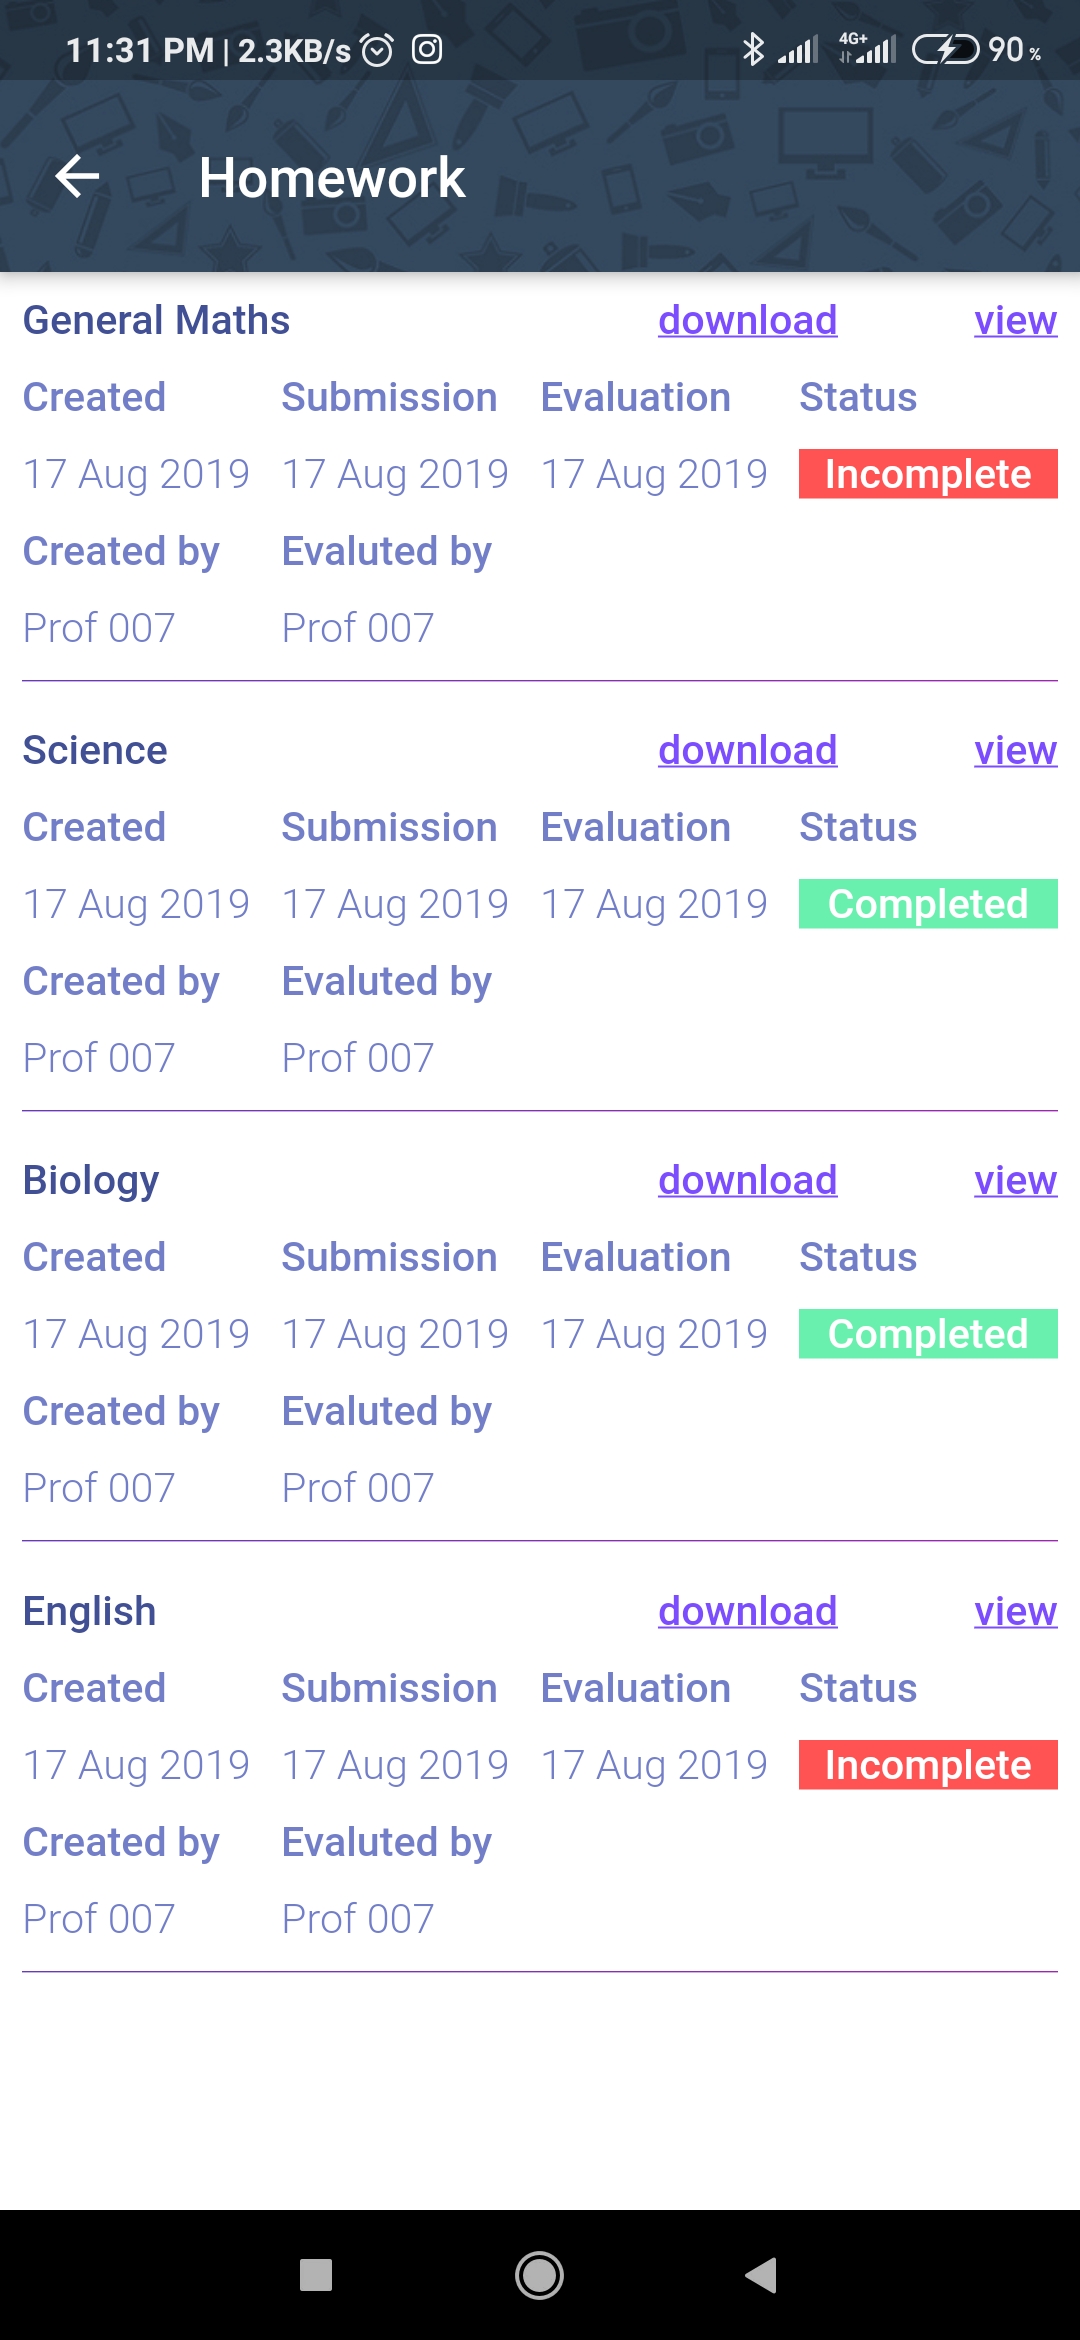 11:31 PM | 2.3KB/s 4G+ 90 %
Homework
General Maths download view
Created Submission Evaluation Status
17 Aug 2019 17 Aug 2019 17 Aug 2019 Incomplete
Created by Evaluted by
Prof 007 Prof 007
Science download view
Created Submission Evaluation Status
17 Aug 2019 17 Aug 2019 17 Aug 2019 Completed
Created by Evaluted by
Prof 007 Prof 007
Biology download view
Created Submission Evaluation Status
17 Aug 2019 17 Aug 2019 17 Aug 2019 Completed
Created by Evaluted by
Prof 007 Prof 007
English download view
Created Submission Evaluation Status
17 Aug 2019 17 Aug 2019 17 Aug 2019 Incomplete
Created by Evaluted by
Prof 007 Prof 007